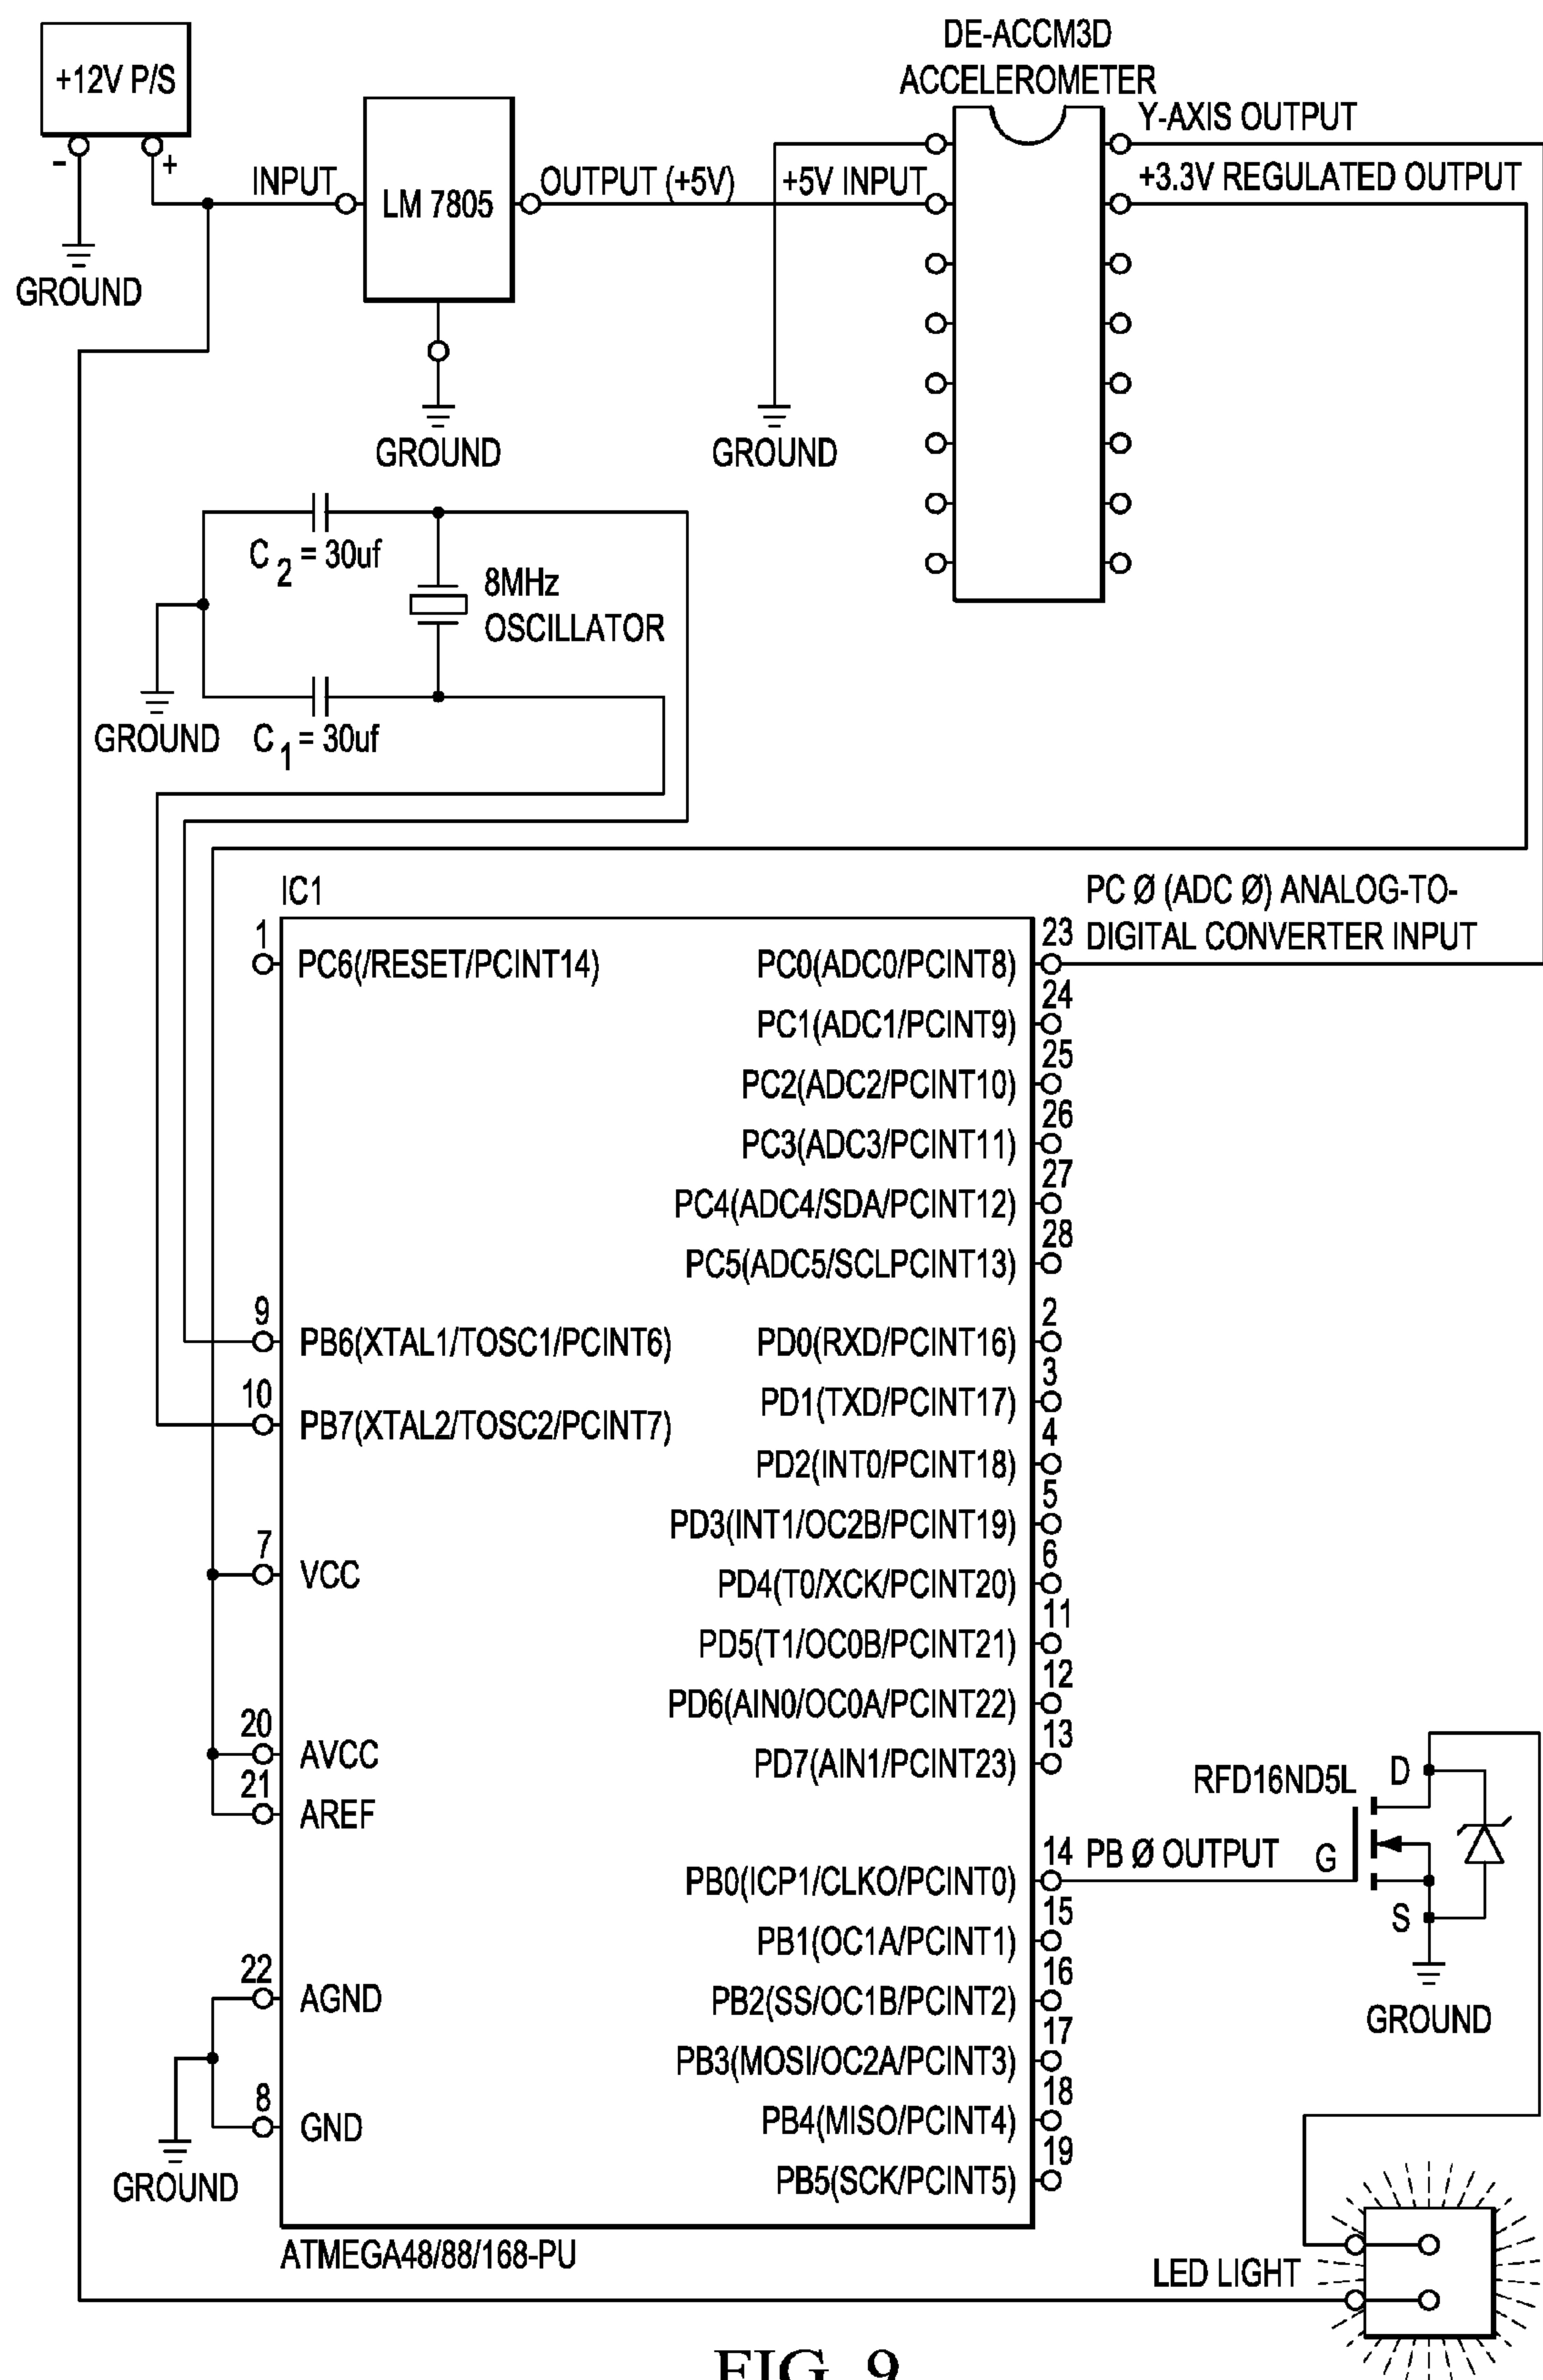 DE-ACCM3D
ACCELEROMETER
+12V P/S
-
+
GROUND
INPUT
LM 7805
OUTPUT (+5V)
GROUND
+5V INPUT
GROUND
Y-AXIS OUTPUT
+3.3V REGULATED OUTPUT
C2 = 30uf
8MHz
OSCILLATOR
GROUND
C1 = 30uf
IC1
PC Ø (ADC Ø) ANALOG-TO-
DIGITAL CONVERTER INPUT
1 PC6(/RESET/PCINT14)
9 PB6(XTAL1/TOSC1/PCINT6)
10 PB7(XTAL2/TOSC2/PCINT7)
7 VCC
20 AVCC
21 AREF
22 AGND
8 GND
GROUND
PC0(ADC0/PCINT8) 23
PC1(ADC1/PCINT9) 24
PC2(ADC2/PCINT10) 25
PC3(ADC3/PCINT11) 26
PC4(ADC4/SDA/PCINT12) 27
PC5(ADC5/SCLPCINT13) 28
PD0(RXD/PCINT16) 2
PD1(TXD/PCINT17) 3
PD2(INT0/PCINT18) 4
PD3(INT1/OC2B/PCINT19) 5
PD4(T0/XCK/PCINT20) 6
PD5(T1/OC0B/PCINT21) 11
PD6(AIN0/OC0A/PCINT22) 12
PD7(AIN1/PCINT23) 13
PB0(ICP1/CLKO/PCINT0) 14
PB1(OC1A/PCINT1) 15
PB2(SS/OC1B/PCINT2) 16
PB3(MOSI/OC2A/PCINT3) 17
PB4(MISO/PCINT4) 18
PB5(SCK/PCINT5) 19
PB Ø OUTPUT
RFD16ND5L
D
G
S
GROUND
ATMEGA48/88/168-PU
LED LIGHT
FIG. 9